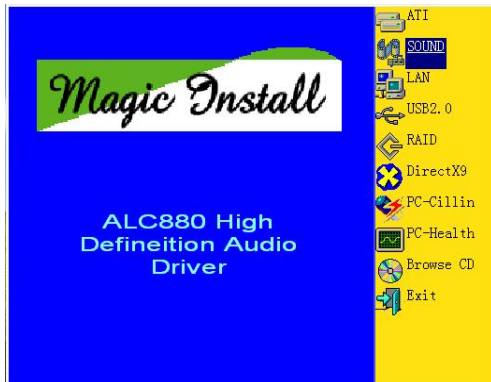 Magic Install
ALC880 High
Defineition Audio
Driver
ATI
SOUND
LAN
USB2.0
RAID
DirectX9
PC-Cillin
PC-Health
Browse CD
Exit